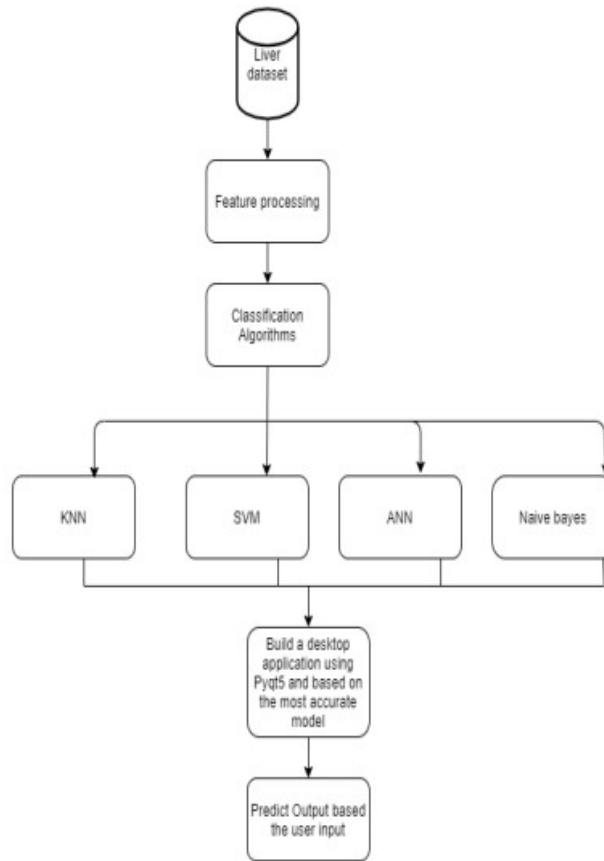 Liver
dataset
Feature processing
Classification
Algorithms
KNN
SVM
ANN
Naive bayes
Build a desktop
application using
Pyqt5 and based on
the most accurate
model
Predict Output based
the user input